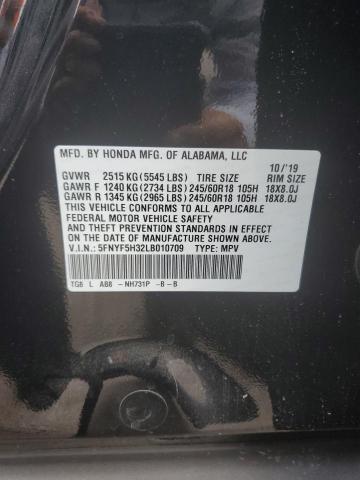 MFD. BY HONDA MFG. OF ALABAMA, LLC 10/'19
GVWR 2515 KG (5545 LBS) TIRE SIZE RIM SIZE
GAWR F 1240 KG (2734 LBS) 245/60R18 105H 18X8.0J
GAWR R 1345 KG (2965 LBS) 245/60R18 105H 18X8.0J
THIS VEHICLE CONFORMS TO ALL APPLICABLE
FEDERAL MOTOR VEHICLE SAFETY AND THEFT PREVENTION
STANDARDS IN EFFECT ON THE DATE OF MANUFACTURE SHOWN ABOVE.
V.I.N.: 5FNYF5H32LB010709 TYPE: MPV
TG8 L AB8 -NH731P -B-B